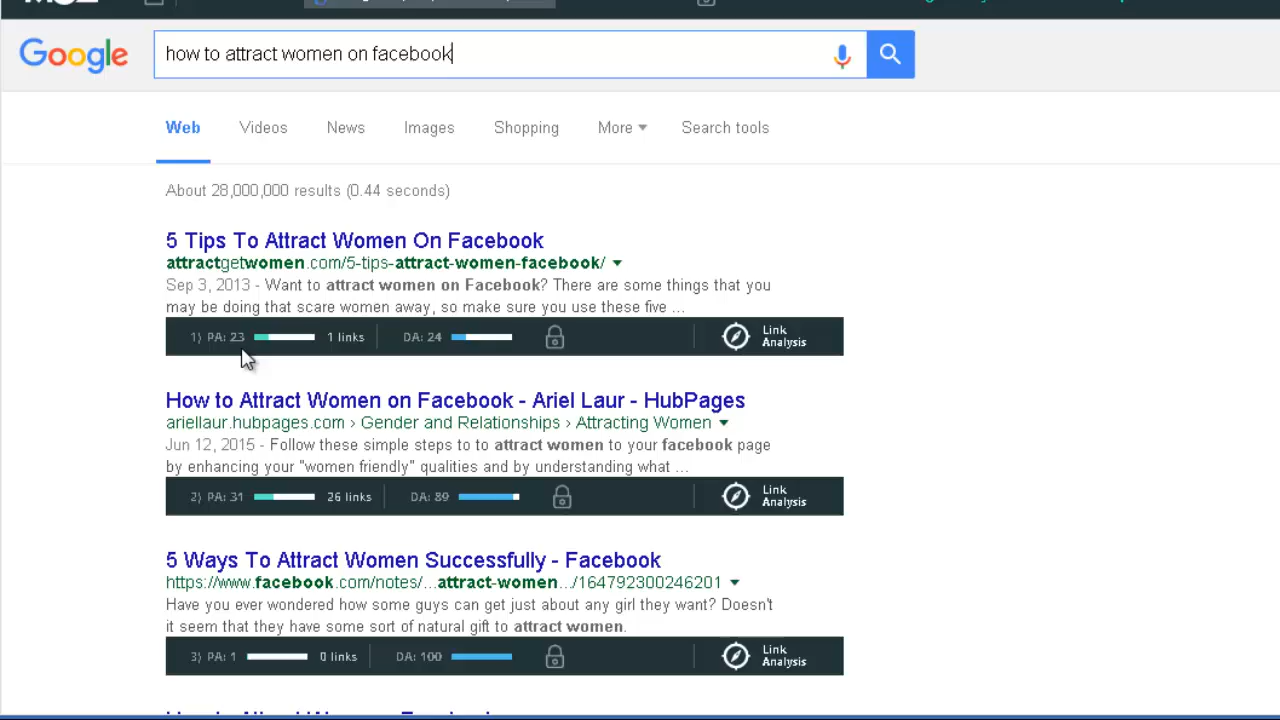 Google
how to attract women on facebook
Web Videos News Images Shopping More Search tools
About 28,000,000 results (0.44 seconds)
5 Tips To Attract Women On Facebook
attractgetwomen.com/5-tips-attract-women-facebook/
Sep 3, 2013 - Want to attract women on Facebook? There are some things that you
may be doing that scare women away, so make sure you use these five ...
1) PA: 23 1 links DA: 24 Link
Analysis
How to Attract Women on Facebook - Ariel Laur - HubPages
ariellaur.hubpages.com › Gender and Relationships › Attracting Women
Jun 12, 2015 - Follow these simple steps to to attract women to your facebook page
by enhancing your "women friendly" qualities and by understanding what ...
2) PA: 31 26 links DA: 89 Link
Analysis
5 Ways To Attract Women Successfully - Facebook
https://www.facebook.com/notes/...attract-women.../164792300246201
Have you ever wondered how some guys can get just about any girl they want? Doesn't
it seem that they have some sort of natural gift to attract women.
3) PA: 1 0 links DA: 100 Link
Analysis